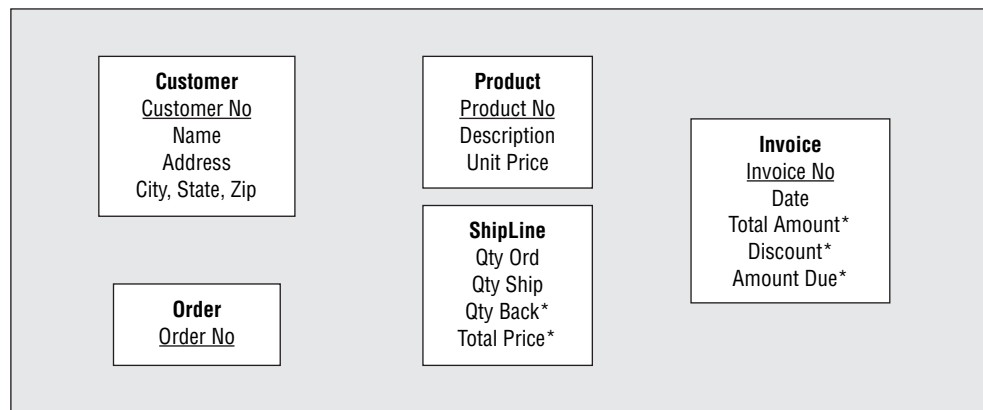 Customer
Customer No
Name
Address
City, State, Zip
Order
Order No
Product
Product No
Description
Unit Price
ShipLine
Qty Ord
Qty Ship
Qty Back*
Total Price*
Invoice
Invoice No
Date
Total Amount*
Discount*
Amount Due*